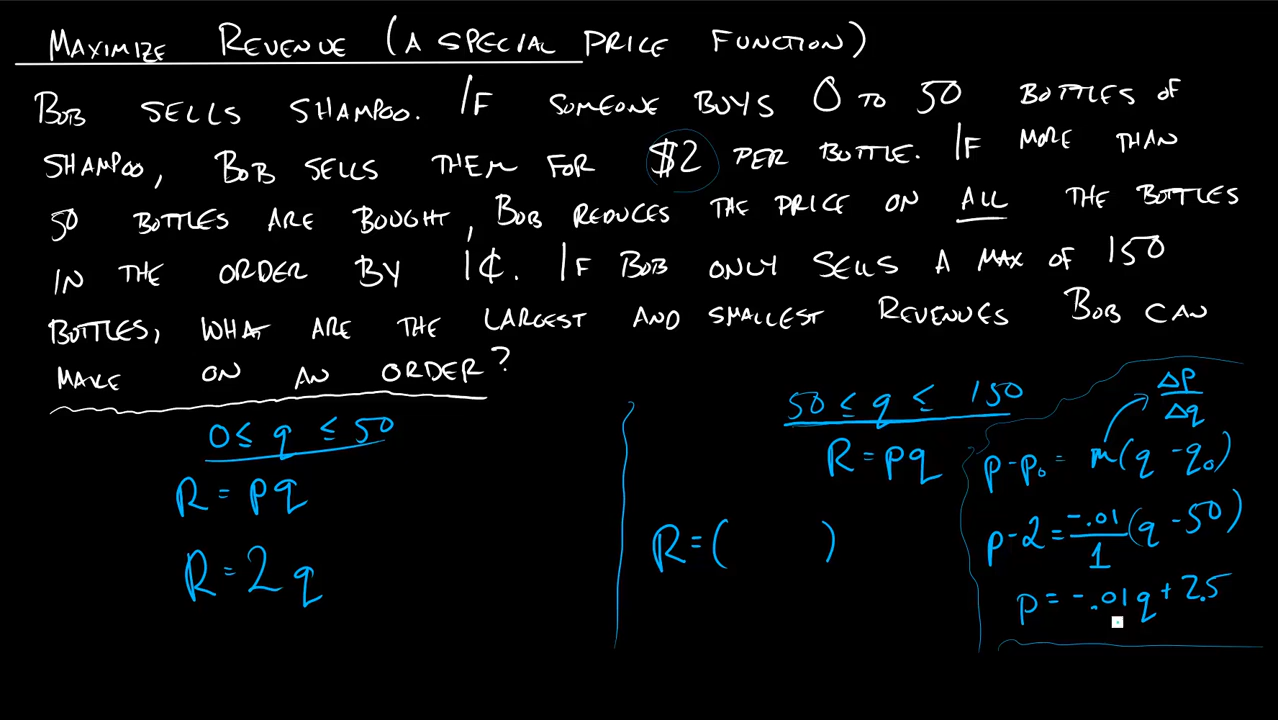 MAXIMIZE REVENUE (A SPECIAL PRICE FUNCTION)
BOB SELLS SHAMPOO. IF SOMEONE BUYS 0 TO 50 BOTTLES OF
SHAMPOO, BOB SELLS THEM FOR $2 PER BOTTLE. IF MORE THAN
50 BOTTLES ARE BOUGHT, BOB REDUCES THE PRICE ON ALL THE BOTTLES
IN THE ORDER BY 1¢. IF BOB ONLY SELLS A MAX OF 150
BOTTLES, WHAT ARE THE LARGEST AND SMALLEST REVENUES BOB CAN
MAKE ON AN ORDER?
0 ≤ q ≤ 50
R = pq
R = 2q
50 ≤ q ≤ 150
R = pq
R = ( )
Δp/Δq
p - p₀ = m(q - q₀)
p - 2 = -.01/1 (q - 50)
p = -.01q + 2.5